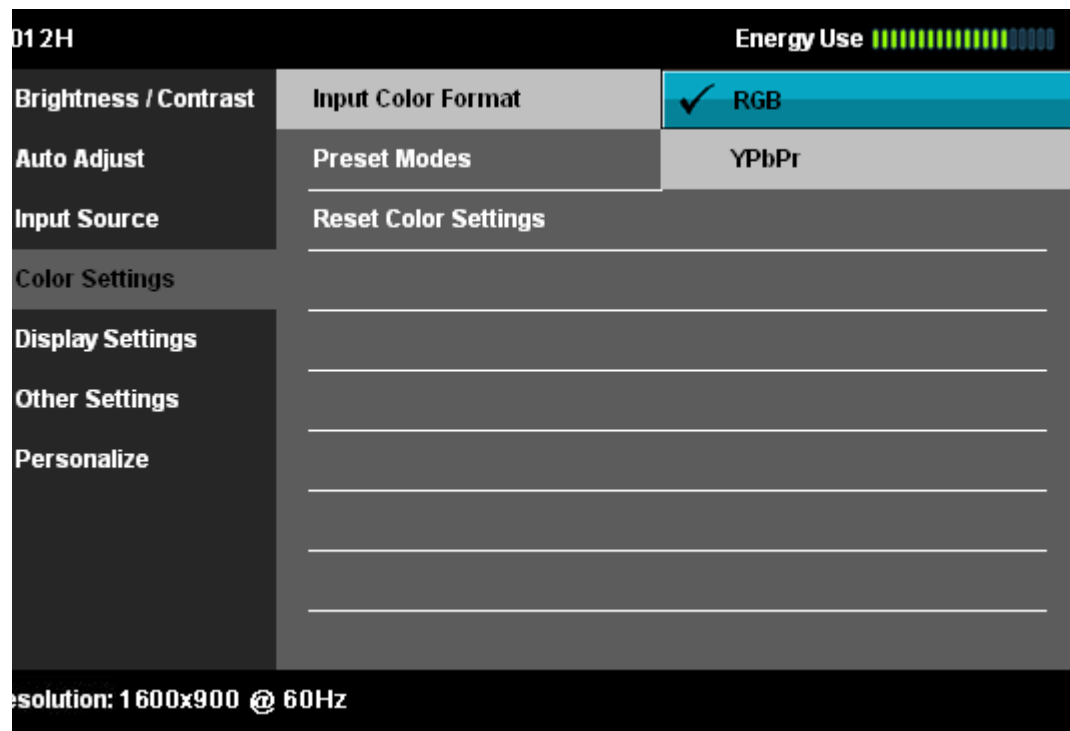 012H Energy Use
Brightness / Contrast Input Color Format ✓ RGB
Auto Adjust Preset Modes YPbPr
Input Source Reset Color Settings
Color Settings
Display Settings
Other Settings
Personalize
esolution: 1600x900 @ 60Hz